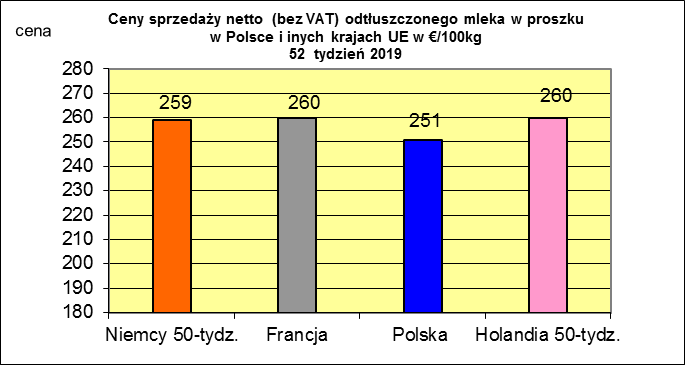 Ceny sprzedaży netto (bez VAT) odtłuszczonego mleka w proszku
w Polsce i inych krajach UE w €/100kg
52 tydzień 2019
cena
280
270
260
250
240
230
220
210
200
190
180
259
260
251
260
Niemcy 50-tydz.
Francja
Polska
Holandia 50-tydz.